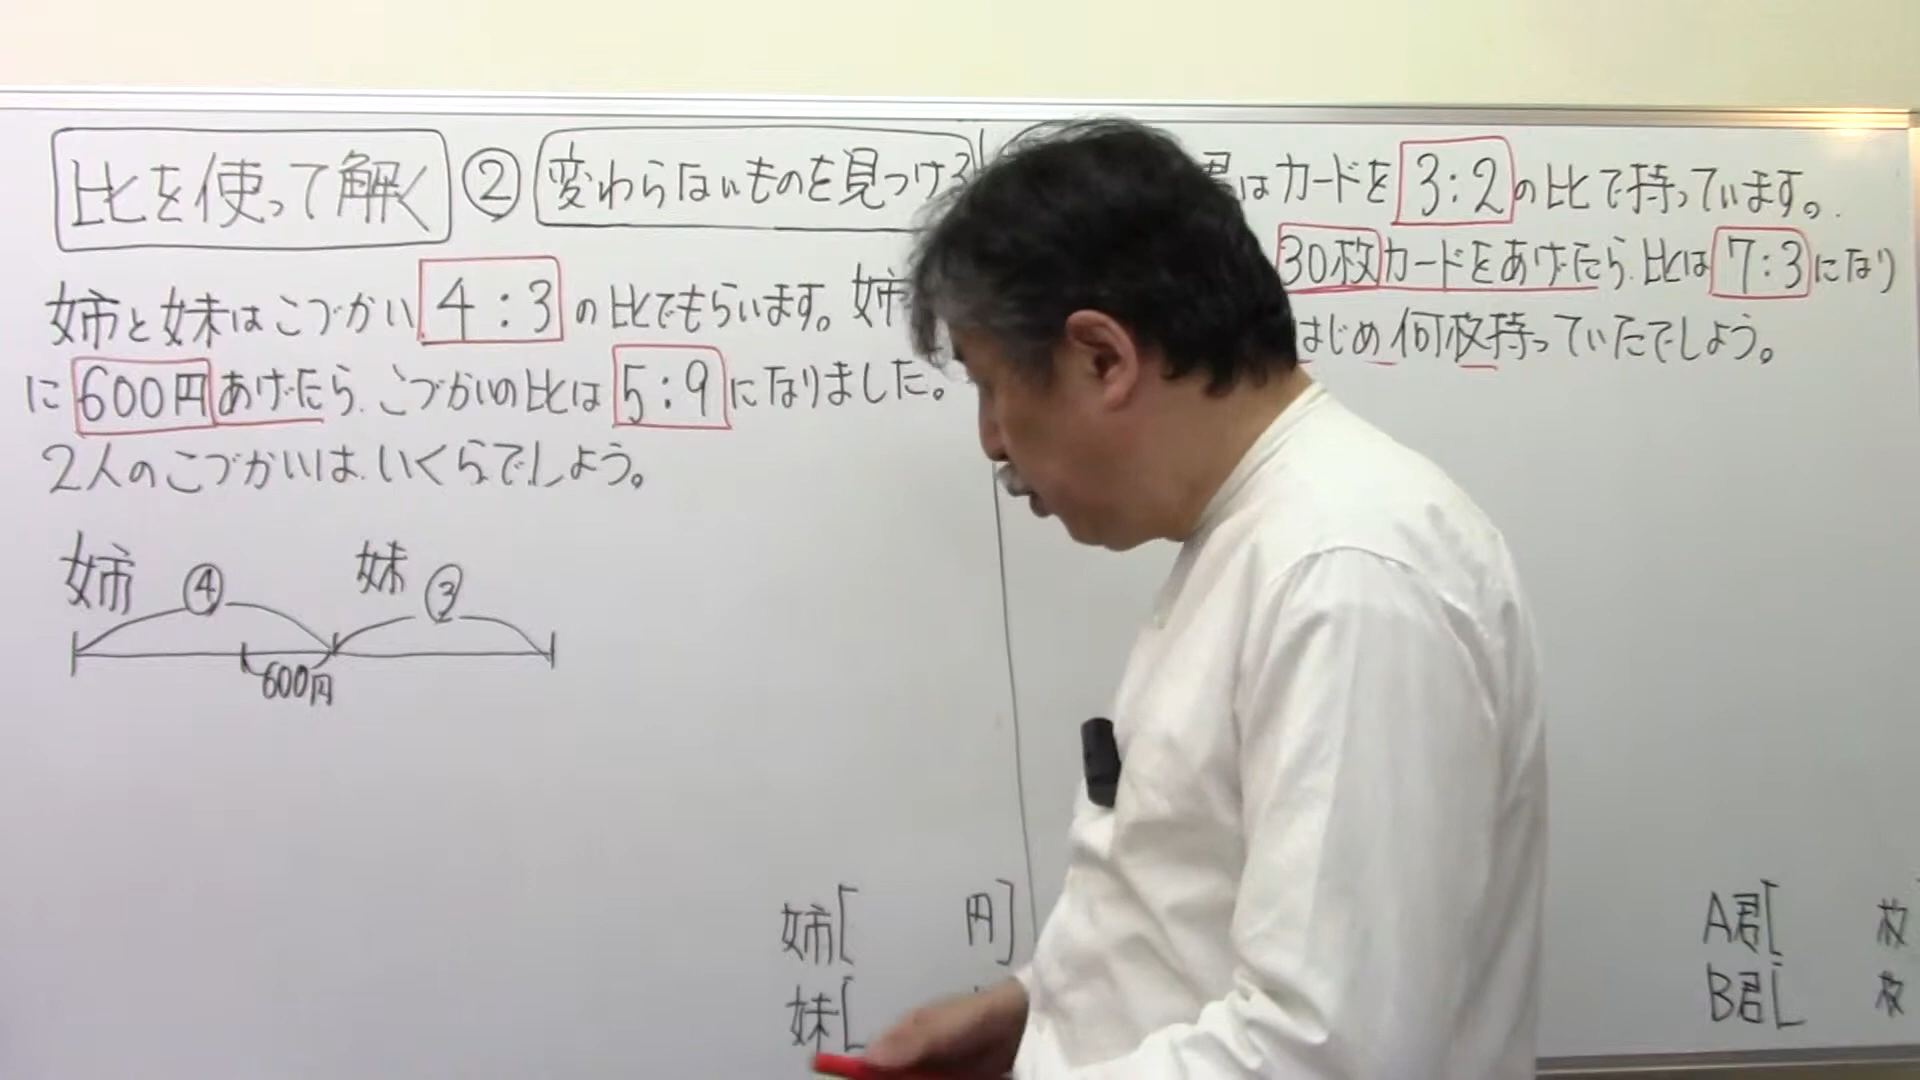 比を使って解く ② 変わらないものを見つける
姉と妹はこづかい 4:3 の比でもらいます。姉
に 600円 あげたら、こづかいの比は 5:9 になりました。
2人のこづかいは、いくらでしょう。
姉 ④ 妹 ③
600円
姉[ 円]
妹[
君はカードを 3:2 の比で持っています。
30枚 カードをあげたら、比は 7:3 になり
はじめ何枚持っていたでしょう。
A君[ 枚
B君[ 枚